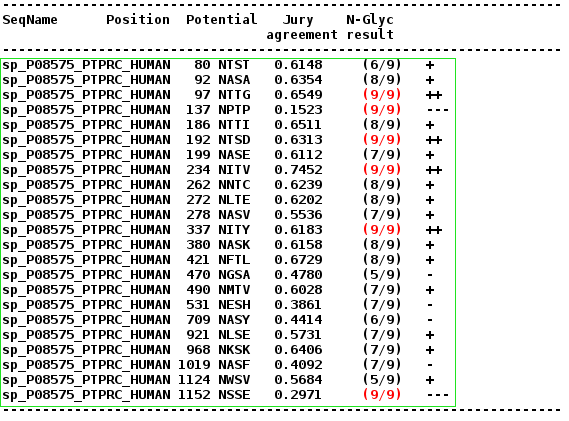 ----------------------------------------------------------------------
SeqName      Position  Potential   Jury    N-Glyc
                                 agreement result
----------------------------------------------------------------------
sp_P08575_PTPRC_HUMAN   80 NTST   0.6148     (6/9)   +
sp_P08575_PTPRC_HUMAN   92 NASA   0.6354     (8/9)   +
sp_P08575_PTPRC_HUMAN   97 NTTG   0.6549     (9/9)   ++
sp_P08575_PTPRC_HUMAN  137 NPTP   0.1523     (9/9)   ---
sp_P08575_PTPRC_HUMAN  186 NTTI   0.6511     (8/9)   +
sp_P08575_PTPRC_HUMAN  192 NTSD   0.6313     (9/9)   ++
sp_P08575_PTPRC_HUMAN  199 NASE   0.6112     (7/9)   +
sp_P08575_PTPRC_HUMAN  234 NITV   0.7452     (9/9)   ++
sp_P08575_PTPRC_HUMAN  262 NNTC   0.6239     (8/9)   +
sp_P08575_PTPRC_HUMAN  272 NLTE   0.6202     (8/9)   +
sp_P08575_PTPRC_HUMAN  278 NASV   0.5536     (7/9)   +
sp_P08575_PTPRC_HUMAN  337 NITY   0.6183     (9/9)   ++
sp_P08575_PTPRC_HUMAN  380 NASK   0.6158     (8/9)   +
sp_P08575_PTPRC_HUMAN  421 NFTL   0.6729     (8/9)   +
sp_P08575_PTPRC_HUMAN  470 NGSA   0.4780     (5/9)   -
sp_P08575_PTPRC_HUMAN  490 NMTV   0.6028     (7/9)   +
sp_P08575_PTPRC_HUMAN  531 NESH   0.3861     (7/9)   -
sp_P08575_PTPRC_HUMAN  709 NASY   0.4414     (6/9)   -
sp_P08575_PTPRC_HUMAN  921 NLSE   0.5731     (7/9)   +
sp_P08575_PTPRC_HUMAN  968 NKSK   0.6406     (7/9)   +
sp_P08575_PTPRC_HUMAN 1019 NASF   0.4092     (7/9)   -
sp_P08575_PTPRC_HUMAN 1124 NWSV   0.5684     (5/9)   +
sp_P08575_PTPRC_HUMAN 1152 NSSE   0.2971     (9/9)   ---
----------------------------------------------------------------------